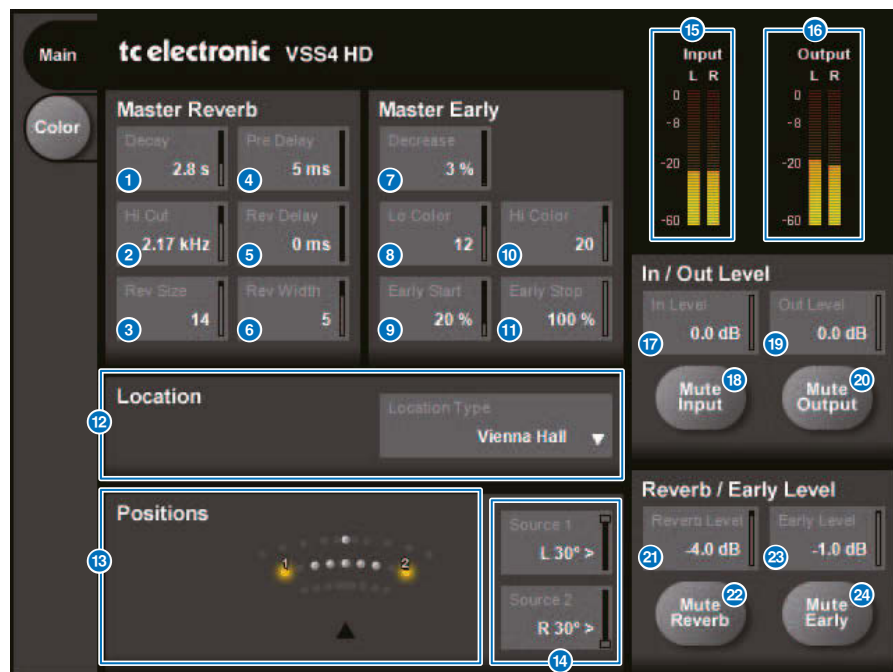 Main
Color
tc electronic VSS4 HD
Master Reverb
Decay
2.8 s
1
Pre Delay
5 ms
4
Hi Cut
2.17 kHz
2
Rev Delay
0 ms
5
Rev Size
14
3
Rev Width
5
6
Master Early
Decrease
3 %
7
Lo Color
12
8
Hi Color
20
10
Early Start
20 %
9
Early Stop
100 %
11
12
Location
Location Type
Vienna Hall
13
Positions
1
2
Source 1
L 30° >
Source 2
R 30° >
14
15
Input
L R
0
-8
-20
-60
16
Output
L R
0
-8
-20
-60
In / Out Level
In Level
0.0 dB
17
Out Level
0.0 dB
19
Mute
Input
18
Mute
Output
20
Reverb / Early Level
Reverb Level
-4.0 dB
21
Early Level
-1.0 dB
23
Mute
Reverb
22
Mute
Early
24